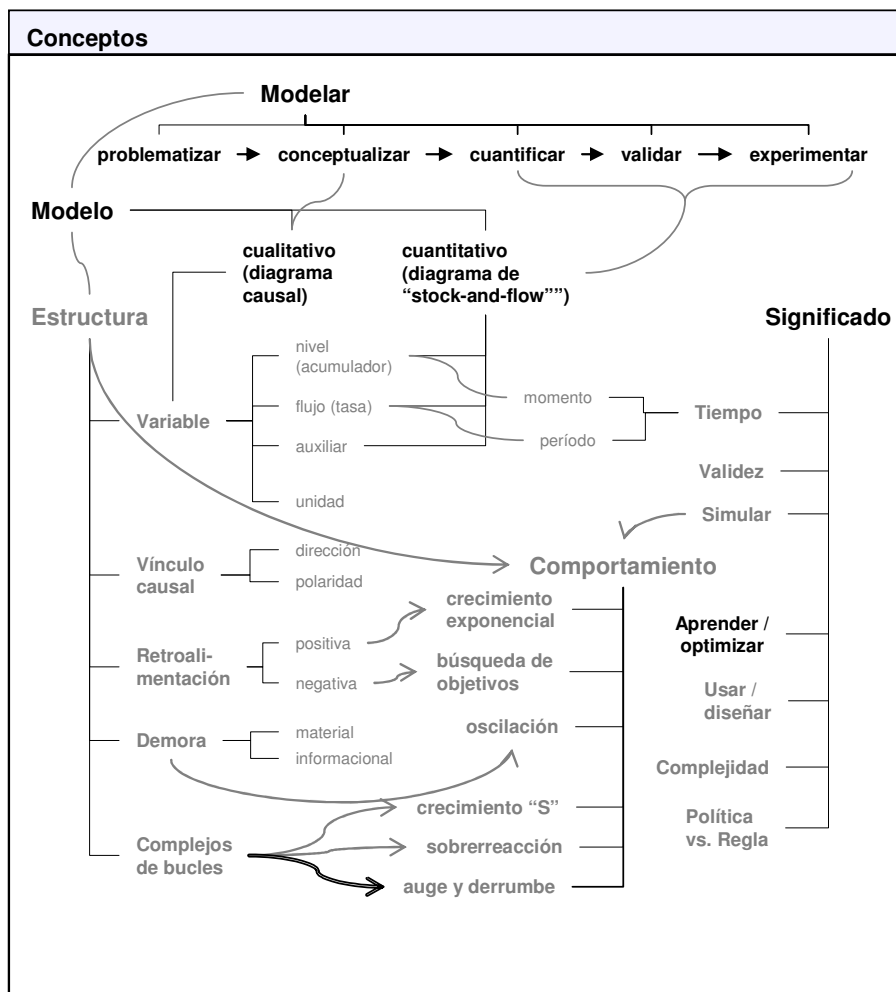 Conceptos
Modelar
problematizar
conceptualizar
cuantificar
validar
experimentar
Modelo
cualitativo
(diagrama
causal)
cuantitativo
(diagrama de
“stock-and-flow””)
Estructura
Significado
nivel
(acumulador)
momento
Variable
flujo (tasa)
Tiempo
auxiliar
período
Validez
unidad
Simular
Vínculo
causal
dirección
polaridad
Comportamiento
crecimiento
exponencial
Aprender /
optimizar
Retroali-
mentación
positiva
negativa
búsqueda de
objetivos
Usar /
diseñar
Demora
material
informacional
oscilación
Complejidad
crecimiento “S”
Política
vs. Regla
Complejos
de bucles
sobrerreacción
auge y derrumbe